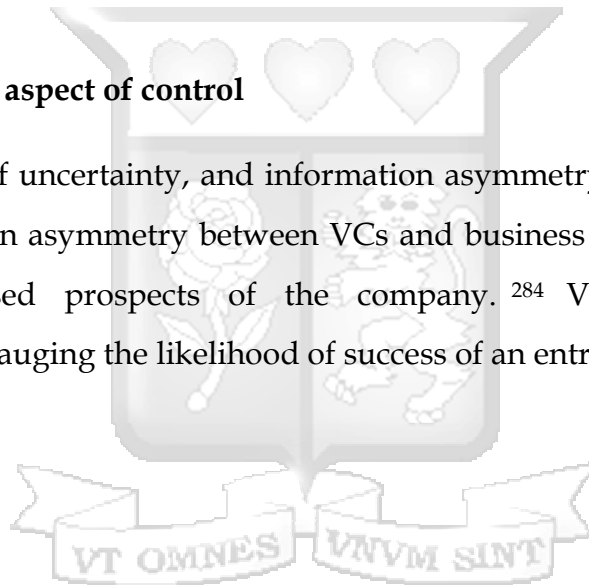 aspect of control
f uncertainty, and information asymmetry
n asymmetry between VCs and business
ed prospects of the company. 284 V
auging the likelihood of success of an entr
VT OMNES VNVM SINT